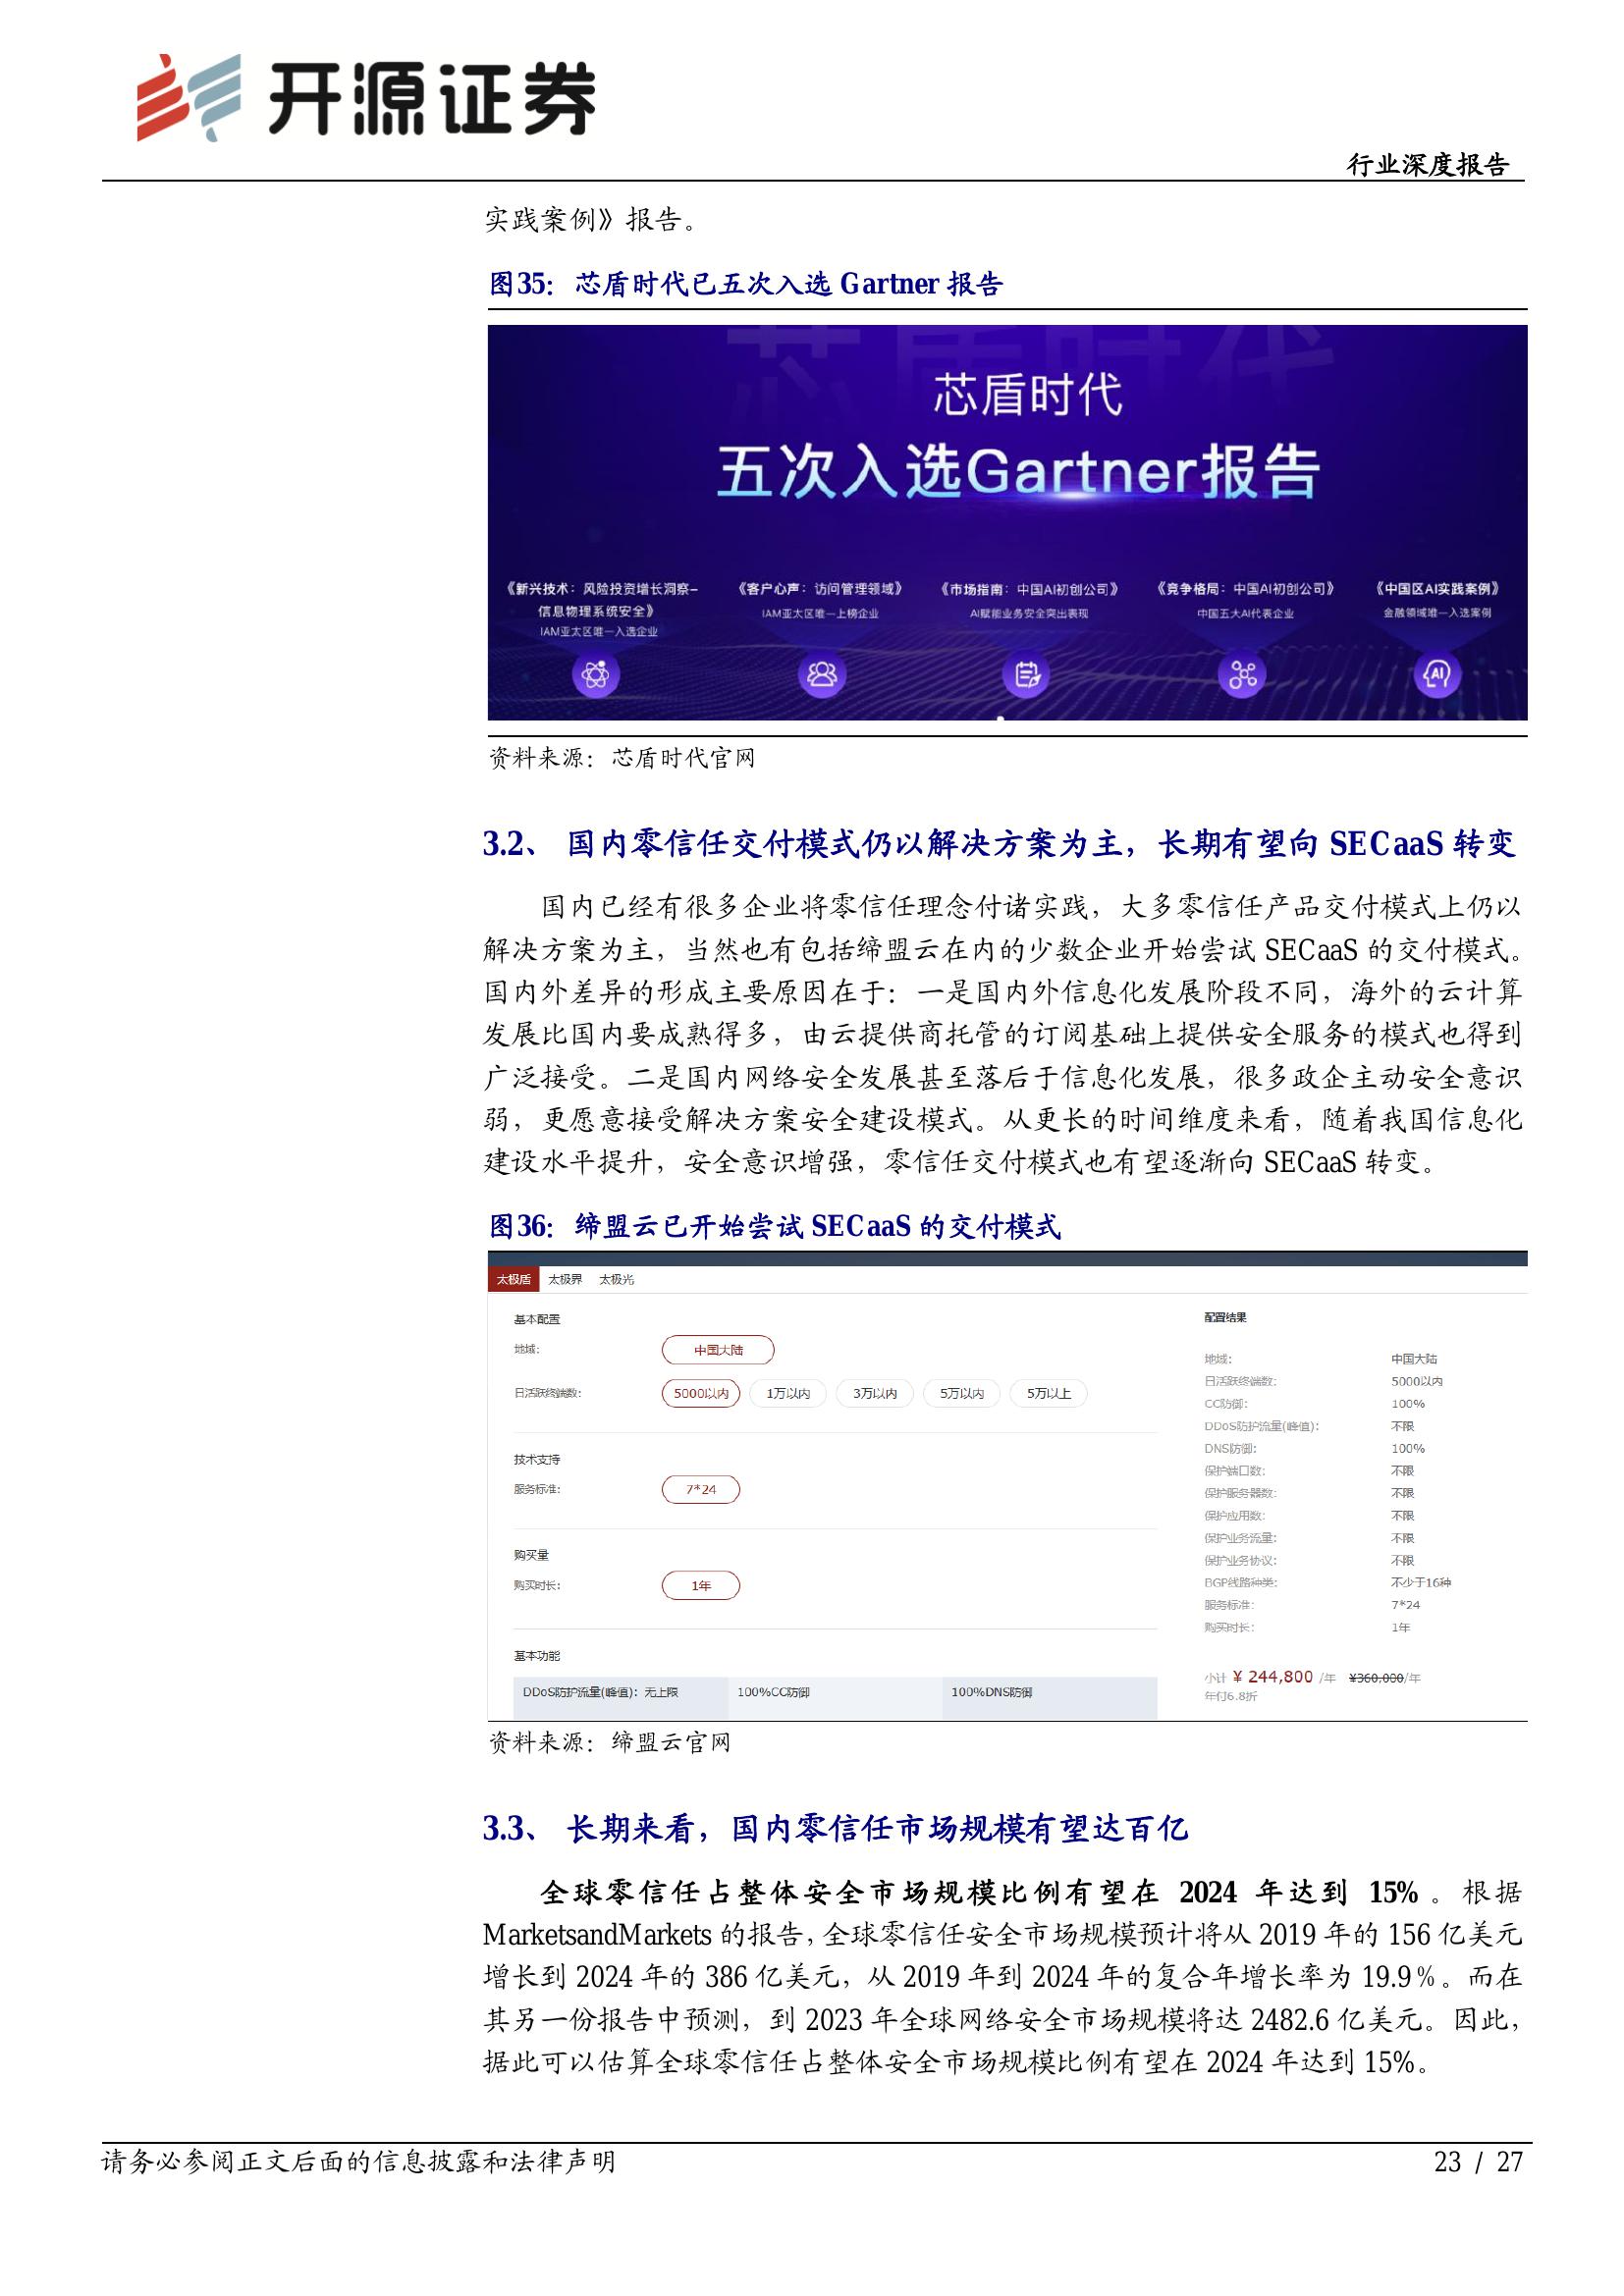 开源证券
行业深度报告
实践案例》报告。
图35：芯盾时代已五次入选 Gartner 报告
芯盾时代
芯盾时代
五次入选Gartner报告
《新兴技术：风险投资增长洞察–
信息物理系统安全》
IAM亚太区唯一入选企业
《客户心声：访问管理领域》
IAM亚太区唯一上榜企业
《市场指南：中国AI初创公司》
AI赋能业务安全突出表现
《竞争格局：中国AI初创公司》
中国五大AI代表企业
《中国区AI实践案例》
金融领域唯一入选案例
AI
资料来源：芯盾时代官网
3.2、 国内零信任交付模式仍以解决方案为主，长期有望向 SECaaS 转变
国内已经有很多企业将零信任理念付诸实践，大多零信任产品交付模式上仍以
解决方案为主，当然也有包括缔盟云在内的少数企业开始尝试 SECaaS 的交付模式。
国内外差异的形成主要原因在于：一是国内外信息化发展阶段不同，海外的云计算
发展比国内要成熟得多，由云提供商托管的订阅基础上提供安全服务的模式也得到
广泛接受。二是国内网络安全发展甚至落后于信息化发展，很多政企主动安全意识
弱，更愿意接受解决方案安全建设模式。从更长的时间维度来看，随着我国信息化
建设水平提升，安全意识增强，零信任交付模式也有望逐渐向 SECaaS 转变。
图36：缔盟云已开始尝试 SECaaS 的交付模式
太极盾 太极界 太极光
基本配置
地域： 中国大陆
日活跃终端数： 5000以内 1万以内 3万以内 5万以内 5万以上
技术支持
服务标准： 7*24
购买量
购买时长： 1年
基本功能
DDoS防护流量(峰值)：无上限 100%CC防御 100%DNS防御
配置结果
地域： 中国大陆
日活跃终端数： 5000以内
CC防御： 100%
DDoS防护流量(峰值)： 不限
DNS防御： 100%
保护端口数： 不限
保护服务器数： 不限
保护应用数： 不限
保护业务流量： 不限
保护业务协议： 不限
BGP线路种类： 不少于16种
服务标准： 7*24
购买时长： 1年
小计 ¥ 244,800 /年 ¥360,000/年
年付6.8折
资料来源：缔盟云官网
3.3、 长期来看，国内零信任市场规模有望达百亿
全球零信任占整体安全市场规模比例有望在 2024 年达到 15%。根据
MarketsandMarkets 的报告，全球零信任安全市场规模预计将从 2019 年的 156 亿美元
增长到 2024 年的 386 亿美元，从 2019 年到 2024 年的复合年增长率为 19.9％。而在
其另一份报告中预测，到 2023 年全球网络安全市场规模将达 2482.6 亿美元。因此，
据此可以估算全球零信任占整体安全市场规模比例有望在 2024 年达到 15%。
请务必参阅正文后面的信息披露和法律声明
23 / 27